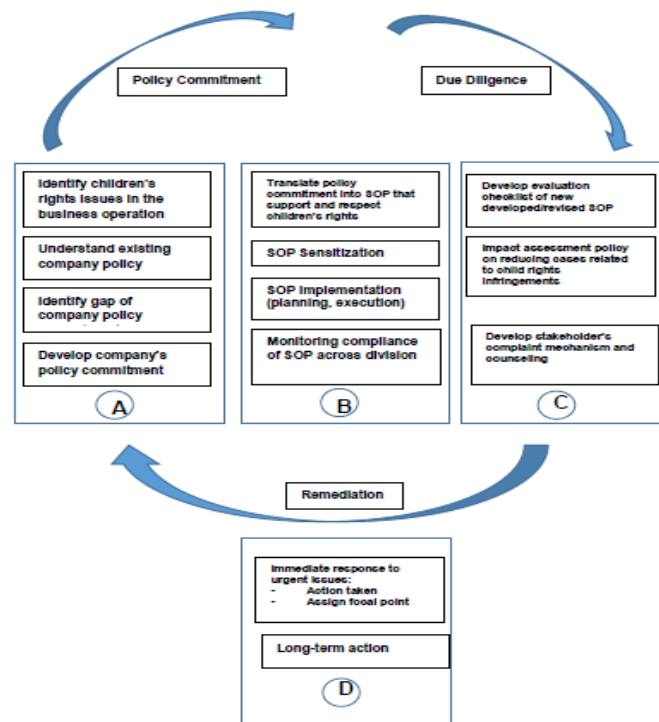 Policy Commitment
Due Diligence
Identify children's
rights issues in the
business operation
Understand existing
company policy
Identify gap of
company policy
Develop company's
policy commitment
A
Translate policy
commitment into SOP that
support and respect
children's rights
SOP Sensitization
SOP Implementation
(planning, execution)
Monitoring compliance
of SOP across division
B
Develop evaluation
checklist of new
developed/revised SOP
Impact assessment policy
on reducing cases related
to child rights
infringements
Develop stakeholder's
complaint mechanism and
counseling
C
Remediation
Immediate response to
urgent issues:
- Action taken
- Assign focal point
Long-term action
D